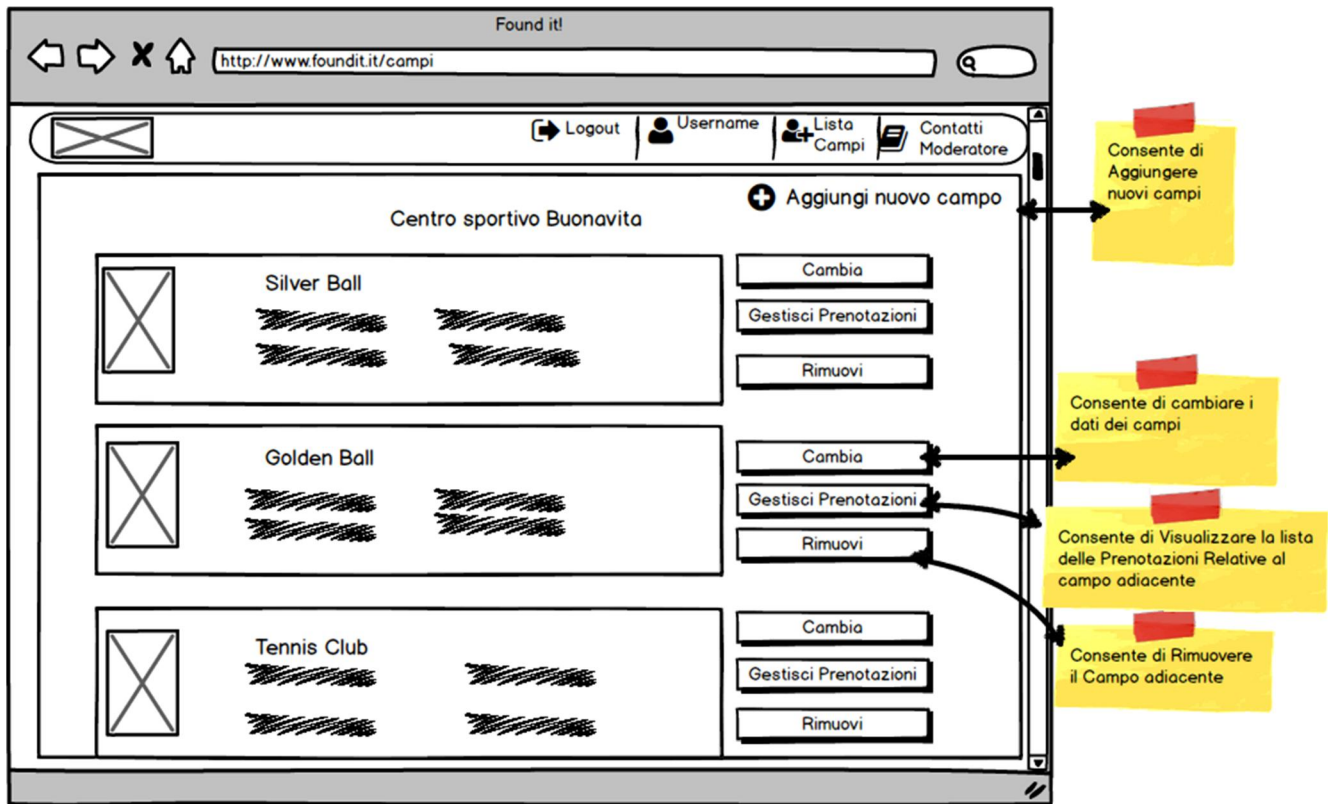 Found it!
http://www.foundit.it/campi
Logout
Username
Lista
Campi
Contatti
Moderatore
Aggiungi nuovo campo
Centro sportivo Buonavita
Silver Ball
Cambia
Gestisci Prenotazioni
Rimuovi
Golden Ball
Cambia
Gestisci Prenotazioni
Rimuovi
Tennis Club
Cambia
Gestisci Prenotazioni
Rimuovi
Consente di
Aggiungere
nuovi campi
Consente di cambiare i
dati dei campi
Consente di Visualizzare la lista
delle Prenotazioni Relative al
campo adiacente
Consente di Rimuovere
il Campo adiacente